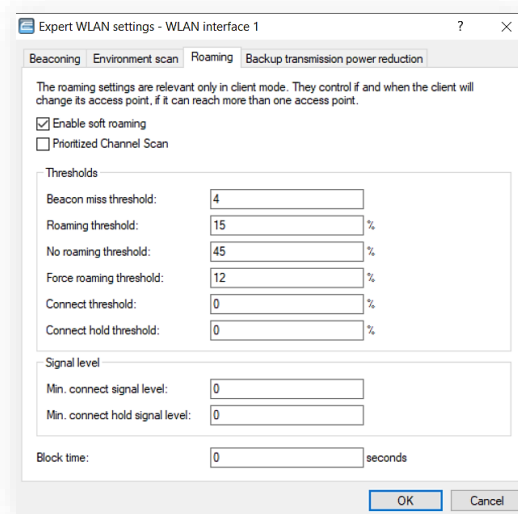 Expert WLAN settings - WLAN interface 1 ? ×
Beaconing Environment scan Roaming Backup transmission power reduction
The roaming settings are relevant only in client mode. They control if and when the client will
change its access point, if it can reach more than one access point.
Enable soft roaming
Prioritized Channel Scan
Thresholds
Beacon miss threshold: 4
Roaming threshold: 15 %
No roaming threshold: 45 %
Force roaming threshold: 12 %
Connect threshold: 0 %
Connect hold threshold: 0 %
Signal level
Min. connect signal level: 0
Min. connect hold signal level: 0
Block time: 0 seconds
OK Cancel